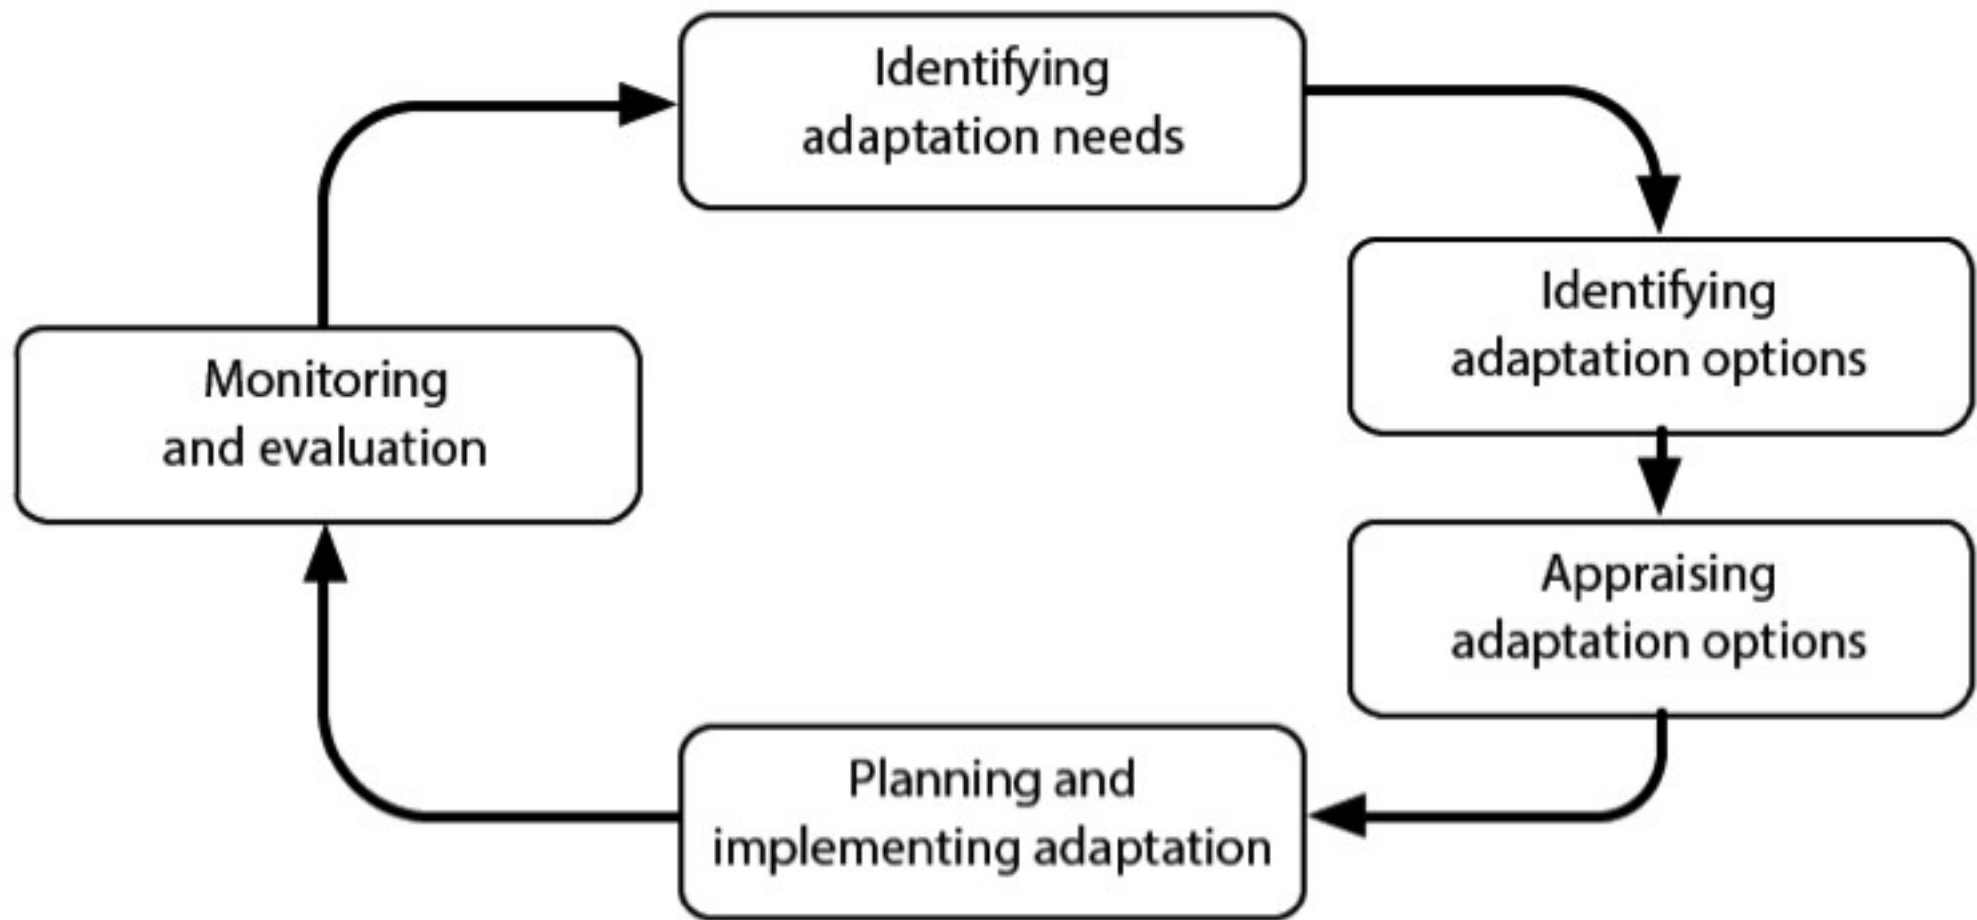 Identifying
adaptation needs
Identifying
adaptation options
Appraising
adaptation options
Planning and
implementing adaptation
Monitoring
and evaluation